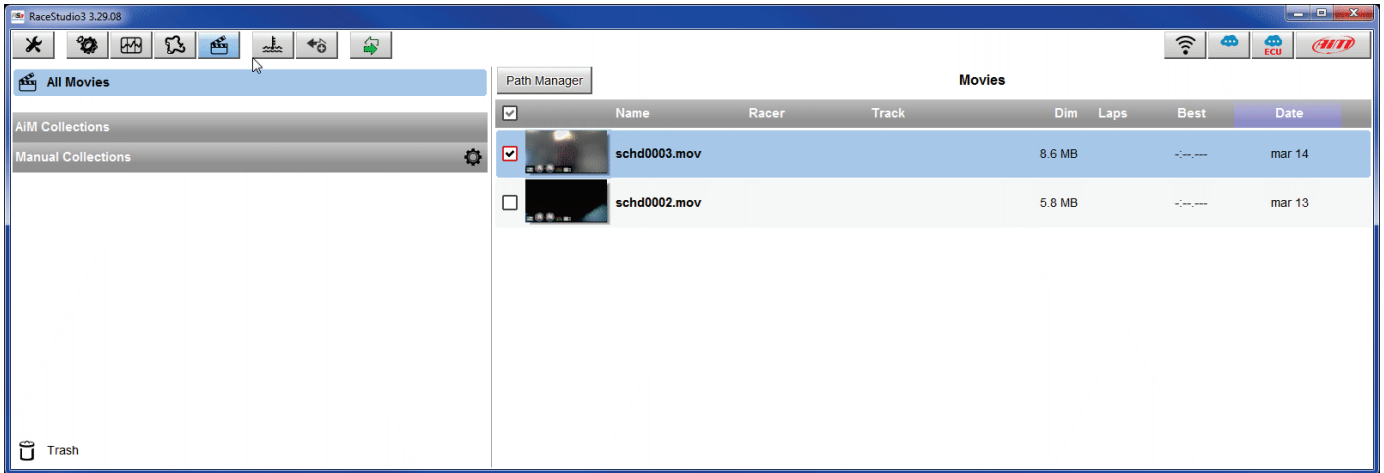 RaceStudio3 3.29.08
ECU
AiM
All Movies
Path Manager
Movies
AiM Collections
Name Racer Track Dim Laps Best Date
Manual Collections
schd0003.mov 8.6 MB -:--.--- mar 14
schd0002.mov 5.8 MB -:--.--- mar 13
Trash